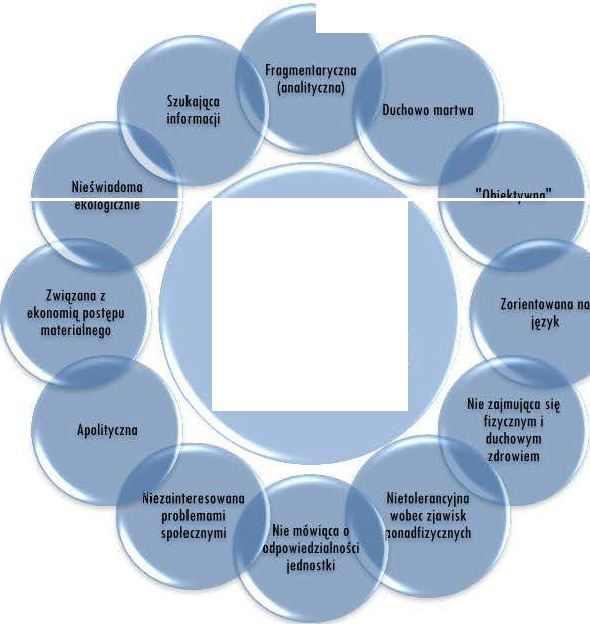 Fragmentaryczna
(analityczna)
Duchowo martwa
"Obiektywna"
Zorientowana na
język
Nie zajmująca się
fizycznym i
duchowym
zdrowiem
Nietolerancyjna
wobec zjawisk
ponadfizycznych
Nie mówiąca o
odpowiedzialności
jednostki
Niezainteresowana
problemami
społecznymi
Apolityczna
Związana z
ekonomią postępu
materialnego
Nieświadoma
ekologicznie
Szukająca
informacji